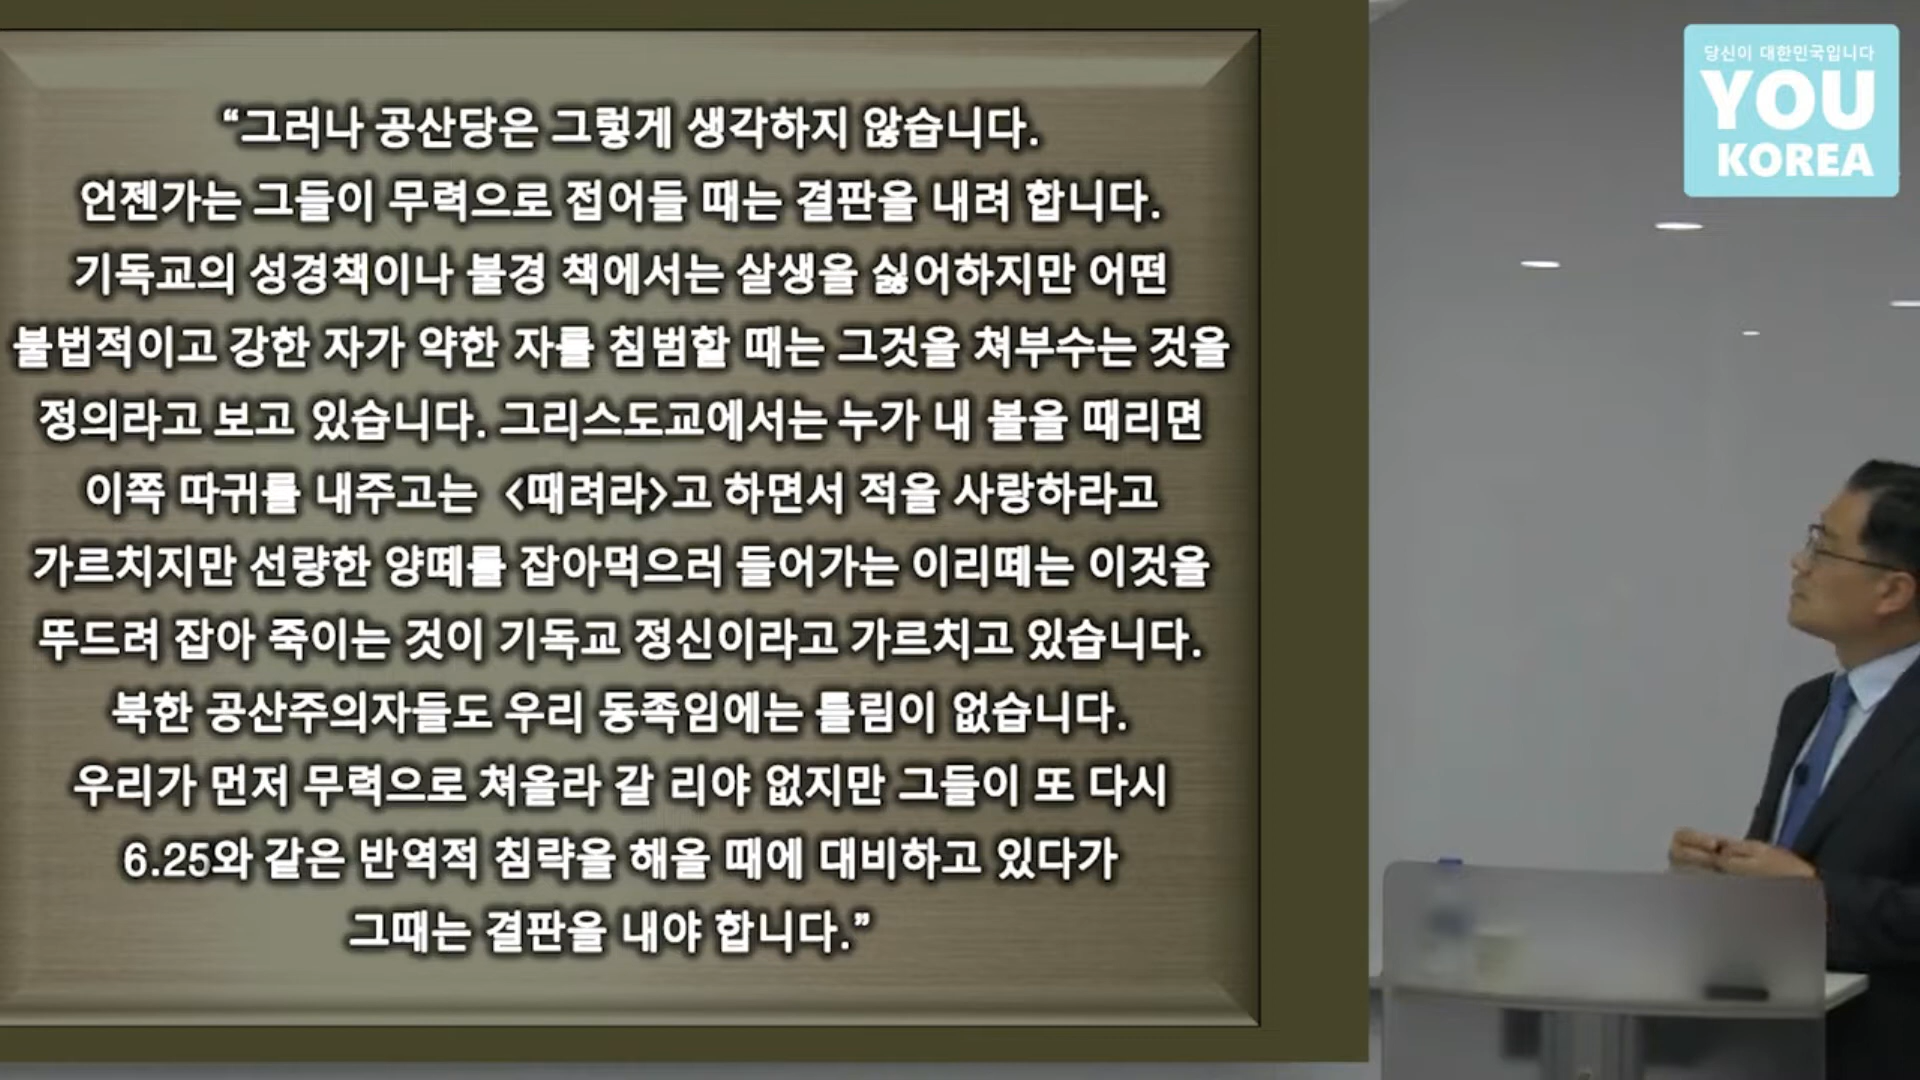 “그러나 공산당은 그렇게 생각하지 않습니다.
언젠가는 그들이 무력으로 접어들 때는 결판을 내려 합니다.
기독교의 성경책이나 불경 책에서는 살생을 싫어하지만 어떤
불법적이고 강한 자가 약한 자를 침범할 때는 그것을 쳐부수는 것을
정의라고 보고 있습니다. 그리스도교에서는 누가 내 볼을 때리면
이쪽 따귀를 내주고는 <때려라>고 하면서 적을 사랑하라고
가르치지만 선량한 양떼를 잡아먹으러 들어가는 이리떼는 이것을
뚜드려 잡아 죽이는 것이 기독교 정신이라고 가르치고 있습니다.
북한 공산주의자들도 우리 동족임에는 틀림이 없습니다.
우리가 먼저 무력으로 쳐올라 갈 리야 없지만 그들이 또 다시
6.25와 같은 반역적 침략을 해올 때에 대비하고 있다가
그때는 결판을 내야 합니다.”
당신이 대한민국입니다
YOU
KOREA